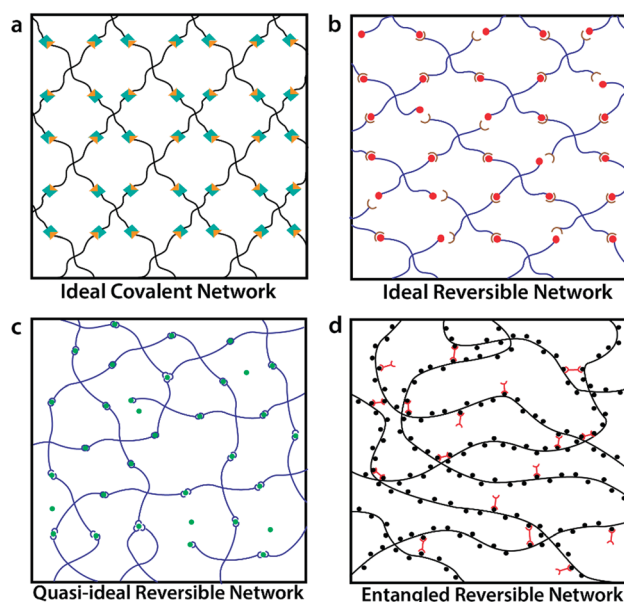 a
b
Ideal Covalent Network
Ideal Reversible Network
c
d
Quasi-ideal Reversible Network
Entangled Reversible Network